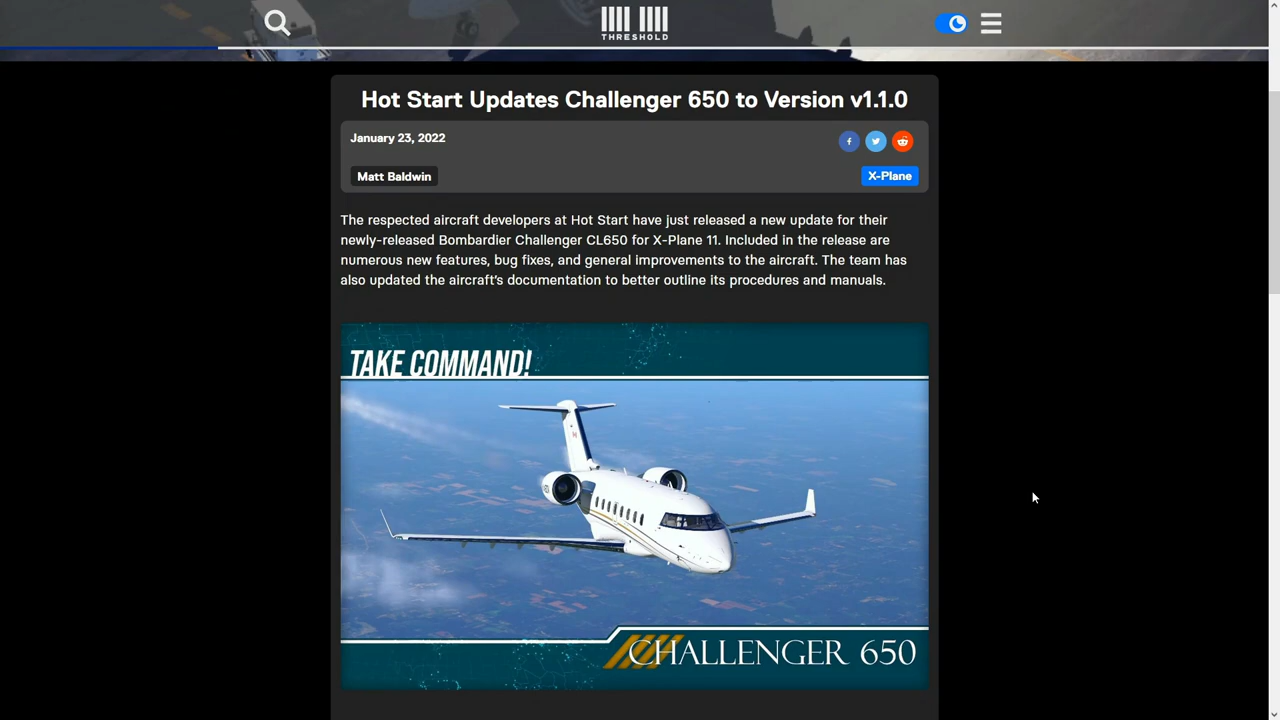 THRESHOLD
Hot Start Updates Challenger 650 to Version v1.1.0
January 23, 2022
Matt Baldwin
X-Plane
The respected aircraft developers at Hot Start have just released a new update for their
newly-released Bombardier Challenger CL650 for X-Plane 11. Included in the release are
numerous new features, bug fixes, and general improvements to the aircraft. The team has
also updated the aircraft’s documentation to better outline its procedures and manuals.
TAKE COMMAND!
CHALLENGER 650